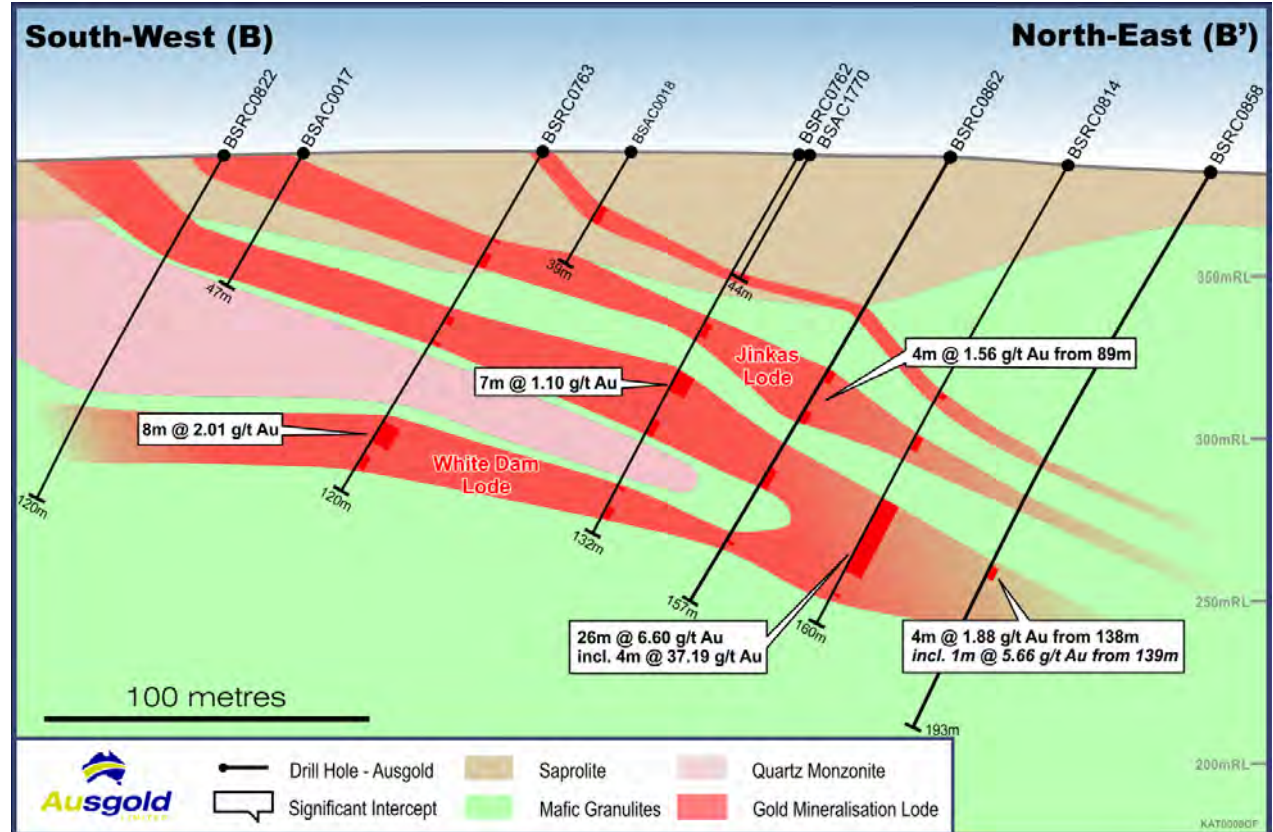 South-West (B)
North-East (B')
BSRC0822
BSAC0017
BSRC0763
BSAC0018
BSRC0762
BSAC1770
BSRC0862
BSRC0814
BSRC0858
350mRL
39m
44m
47m
Jinkas
Lode
4m @ 1.56 g/t Au from 89m
7m @ 1.10 g/t Au
8m @ 2.01 g/t Au
300mRL
White Dam
Lode
120m
120m
132m
157m
160m
250mRL
26m @ 6.60 g/t Au
incl. 4m @ 37.19 g/t Au
4m @ 1.88 g/t Au from 138m
incl. 1m @ 5.66 g/t Au from 139m
100 metres
193m
200mRL
Ausgold
LIMITED
Drill Hole - Ausgold
Saprolite
Quartz Monzonite
Significant Intercept
Mafic Granulites
Gold Mineralisation Lode